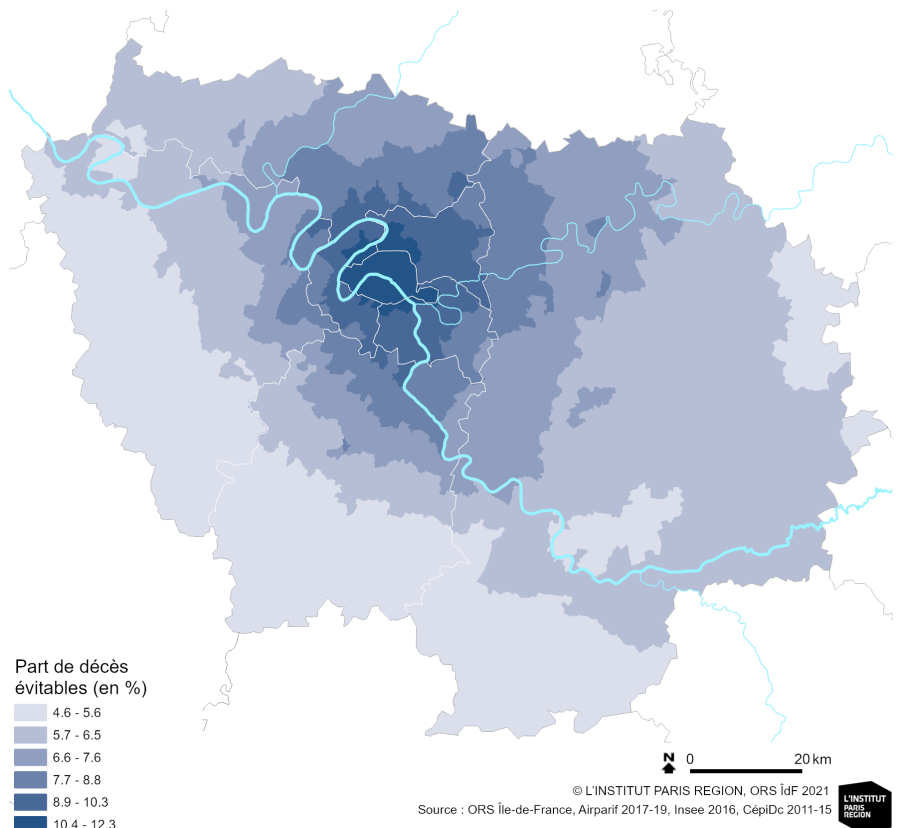 Part de décès
évitables (en %)
4.6 - 5.6
5.7 - 6.5
6.6 - 7.6
7.7 - 8.8
8.9 - 10.3
10.4 - 12.3
N 0 20 km
© L'INSTITUT PARIS REGION, ORS ÎdF 2021
Source : ORS Île-de-France, Airparif 2017-19, Insee 2016, CépiDc 2011-15
L'INSTITUT
PARIS
REGION